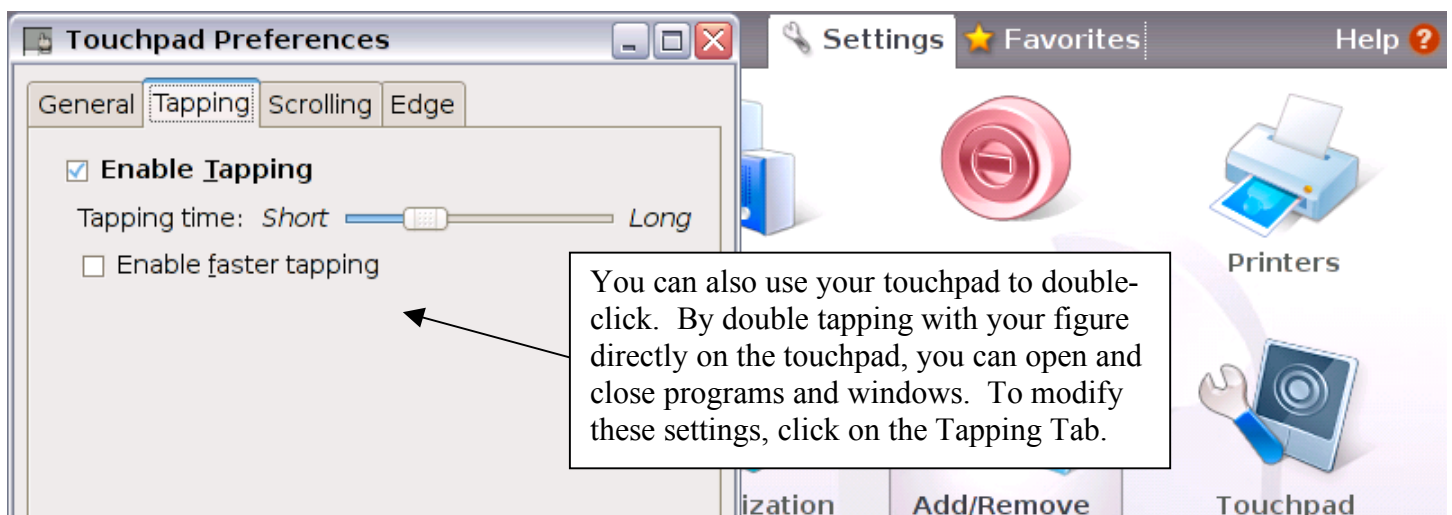 Touchpad Preferences
Settings
Favorites
Help ?
General Tapping Scrolling Edge
Enable Tapping
Tapping time: Short Long
Enable faster tapping
You can also use your touchpad to double-
click. By double tapping with your figure
directly on the touchpad, you can open and
close programs and windows. To modify
these settings, click on the Tapping Tab.
Printers
ization
Add/Remove
Touchpad